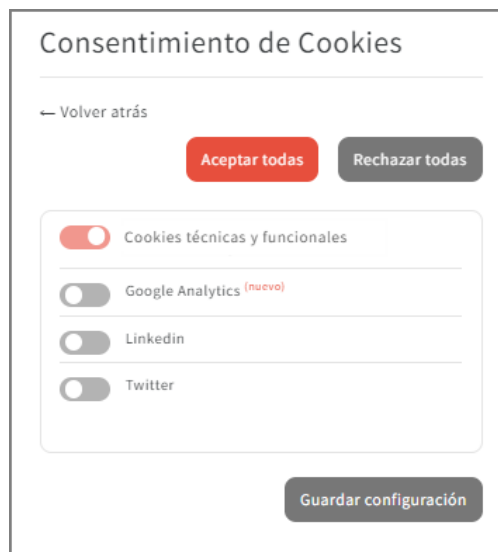 Consentimiento de Cookies
← Volver atrás
Aceptar todas
Rechazar todas
Cookies técnicas y funcionales
Google Analytics (nuevo)
Linkedin
Twitter
Guardar configuración